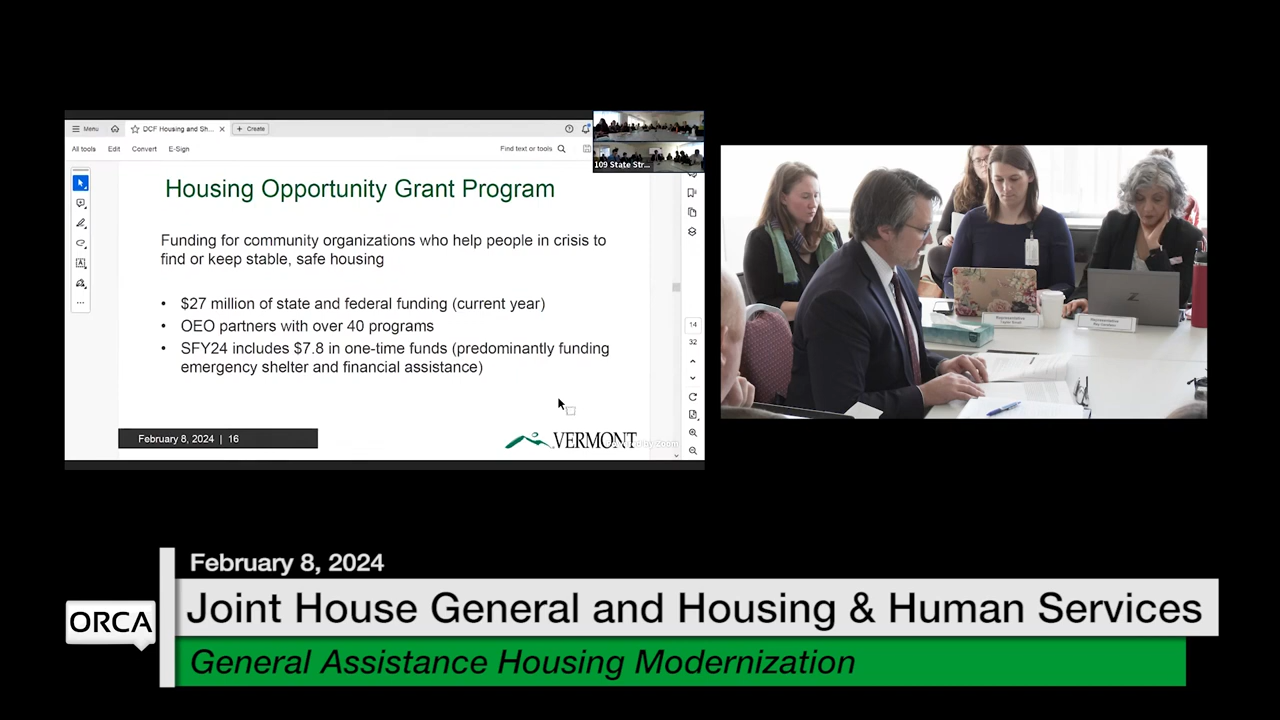 Menu
DCF Housing and Sh...
Create
All tools
Edit
Convert
E-Sign
Find text or tools
109 State Str...
Housing Opportunity Grant Program
Funding for community organizations who help people in crisis to
find or keep stable, safe housing
• $27 million of state and federal funding (current year)
• OEO partners with over 40 programs
• SFY24 includes $7.8 in one-time funds (predominantly funding
emergency shelter and financial assistance)
14
32
February 8, 2024 | 16
VERMONT
Representative
Representative
February 8, 2024
ORCA
Joint House General and Housing & Human Services
General Assistance Housing Modernization